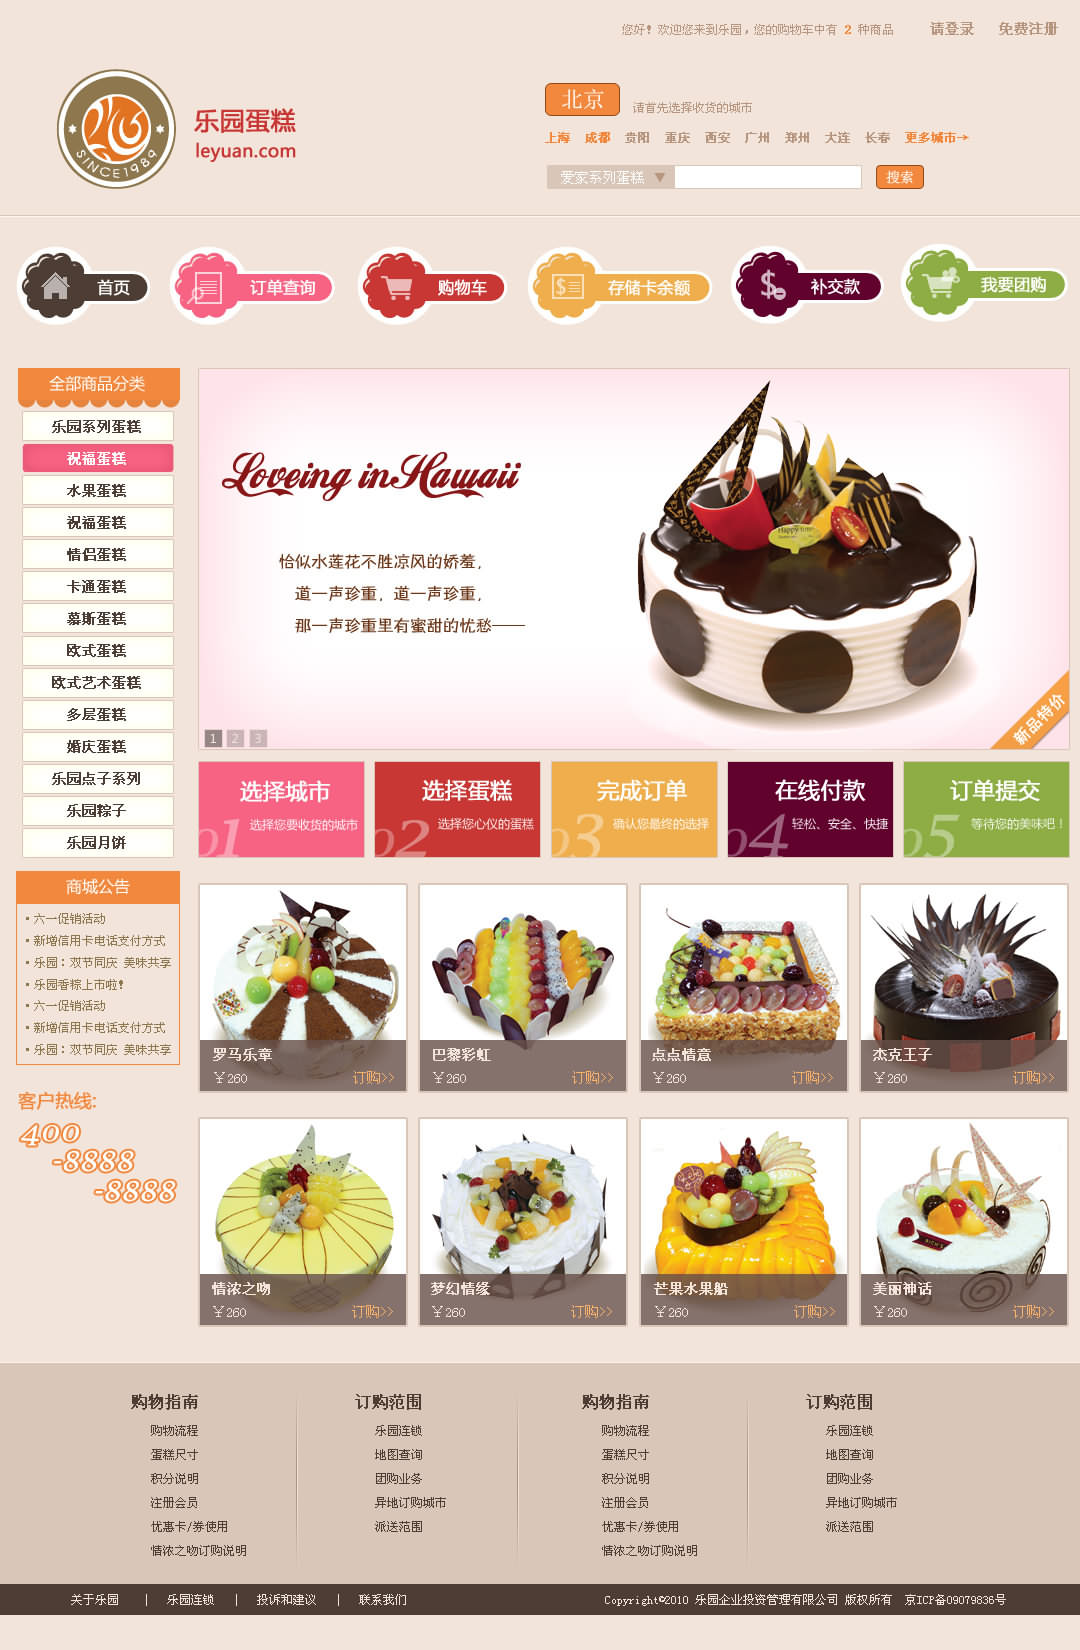 您好！欢迎您来到乐园，您的购物车中有 2 种商品 请登录 免费注册
SINCE1989
乐园蛋糕
leyuan.com
北京 请首先选择收货的城市
上海 成都 贵阳 重庆 西安 广州 郑州 大连 长春 更多城市→
爱家系列蛋糕 ▼ 搜索
首页 订单查询 购物车 存储卡余额 补交款 我要团购
全部商品分类
乐园系列蛋糕
祝福蛋糕
水果蛋糕
祝福蛋糕
情侣蛋糕
卡通蛋糕
慕斯蛋糕
欧式蛋糕
欧式艺术蛋糕
多层蛋糕
婚庆蛋糕
乐园点子系列
乐园粽子
乐园月饼
Loveing in Hawaii
恰似水莲花不胜凉风的娇羞，
道一声珍重，道一声珍重，
那一声珍重里有蜜甜的忧愁——
Happy Time
新品特价
1 2 3
01 选择城市
选择您要收货的城市
02 选择蛋糕
选择您心仪的蛋糕
03 完成订单
确认您最终的选择
04 在线付款
轻松、安全、快捷
05 订单提交
等待您的美味吧！
商城公告
▪六一促销活动
▪新增信用卡电话支付方式
▪乐园：双节同庆 美味共享
▪乐园香粽上市啦！
▪六一促销活动
▪新增信用卡电话支付方式
▪乐园：双节同庆 美味共享
客户热线:
400
-8888
-8888
罗马乐章
￥260 订购>>
巴黎彩虹
￥260 订购>>
点点情意
￥260 订购>>
杰克王子
￥260 订购>>
情浓之吻
￥260 订购>>
梦幻情缘
￥260 订购>>
芒果水果船
￥260 订购>>
美丽神话
￥260 订购>>
购物指南
购物流程
蛋糕尺寸
积分说明
注册会员
优惠卡/券使用
情浓之吻订购说明
订购范围
乐园连锁
地图查询
团购业务
异地订购城市
派送范围
购物指南
购物流程
蛋糕尺寸
积分说明
注册会员
优惠卡/券使用
情浓之吻订购说明
订购范围
乐园连锁
地图查询
团购业务
异地订购城市
派送范围
关于乐园 | 乐园连锁 | 投诉和建议 | 联系我们 Copyright©2010 乐园企业投资管理有限公司 版权所有 京ICP备09079836号